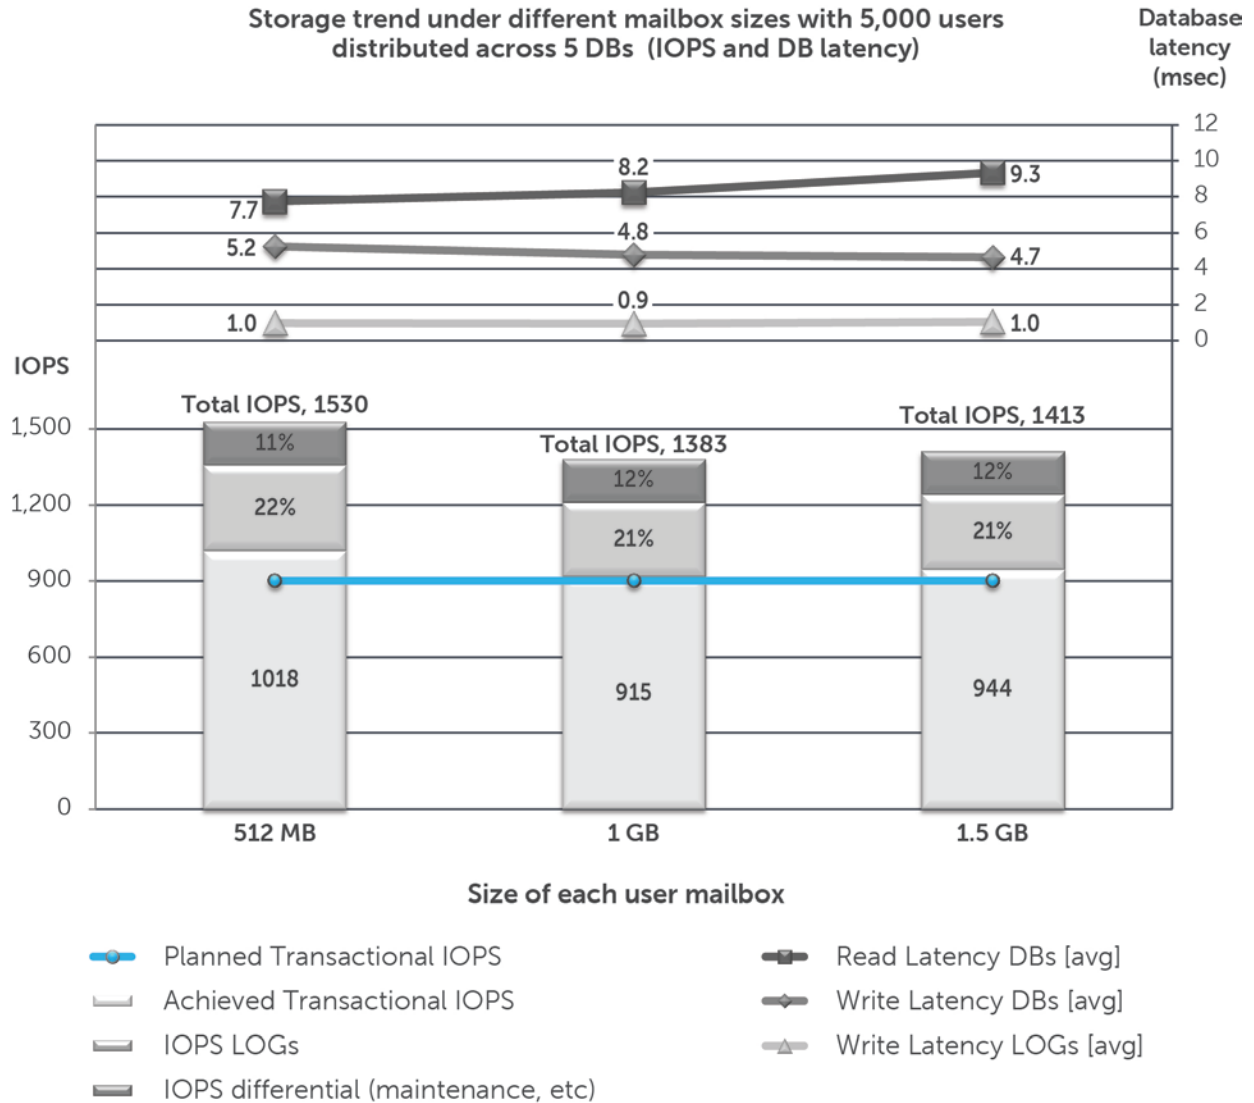 Storage trend under different mailbox sizes with 5,000 users
distributed across 5 DBs (IOPS and DB latency)
Database
latency
(msec)
12
10
8
6
4
2
0
7.7
8.2
9.3
5.2
4.8
4.7
1.0
0.9
1.0
IOPS
1,500
1,200
900
600
300
0
Total IOPS, 1530
11%
22%
1018
Total IOPS, 1383
12%
21%
915
Total IOPS, 1413
12%
21%
944
512 MB
1 GB
1.5 GB
Size of each user mailbox
Planned Transactional IOPS
Achieved Transactional IOPS
IOPS LOGs
IOPS differential (maintenance, etc)
Read Latency DBs [avg]
Write Latency DBs [avg]
Write Latency LOGs [avg]